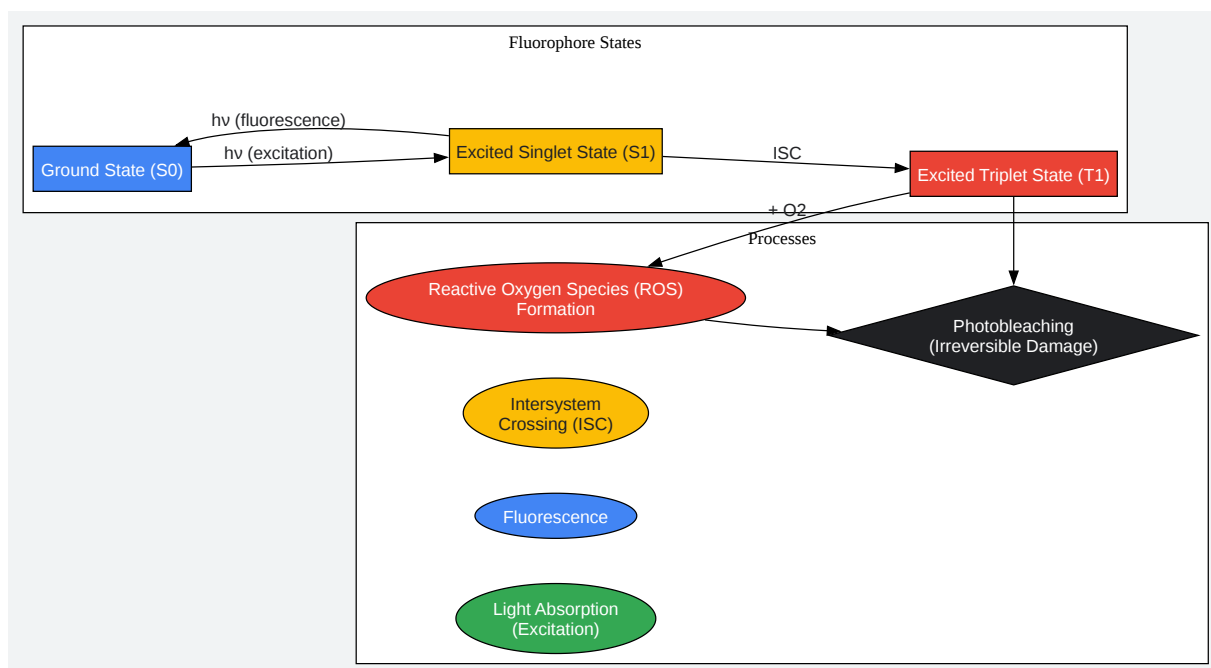 Fluorophore States
hν (fluorescence)
hν (excitation)
Ground State (S0)
Excited Singlet State (S1)
ISC
Excited Triplet State (T1)
+ O2
Processes
Reactive Oxygen Species (ROS)
Formation
Photobleaching
(Irreversible Damage)
Intersystem
Crossing (ISC)
Fluorescence
Light Absorption
(Excitation)